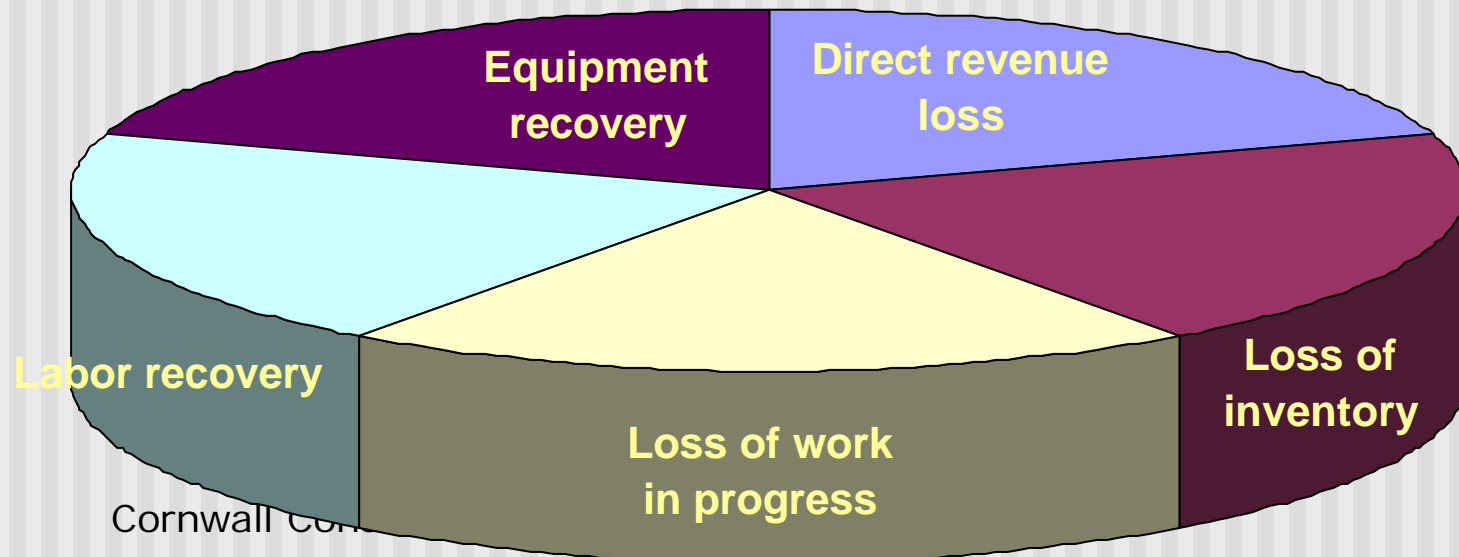 Equipment
recovery
Direct revenue
loss
Labor recovery
Loss of work
in progress
Loss of
inventory
Cornwall